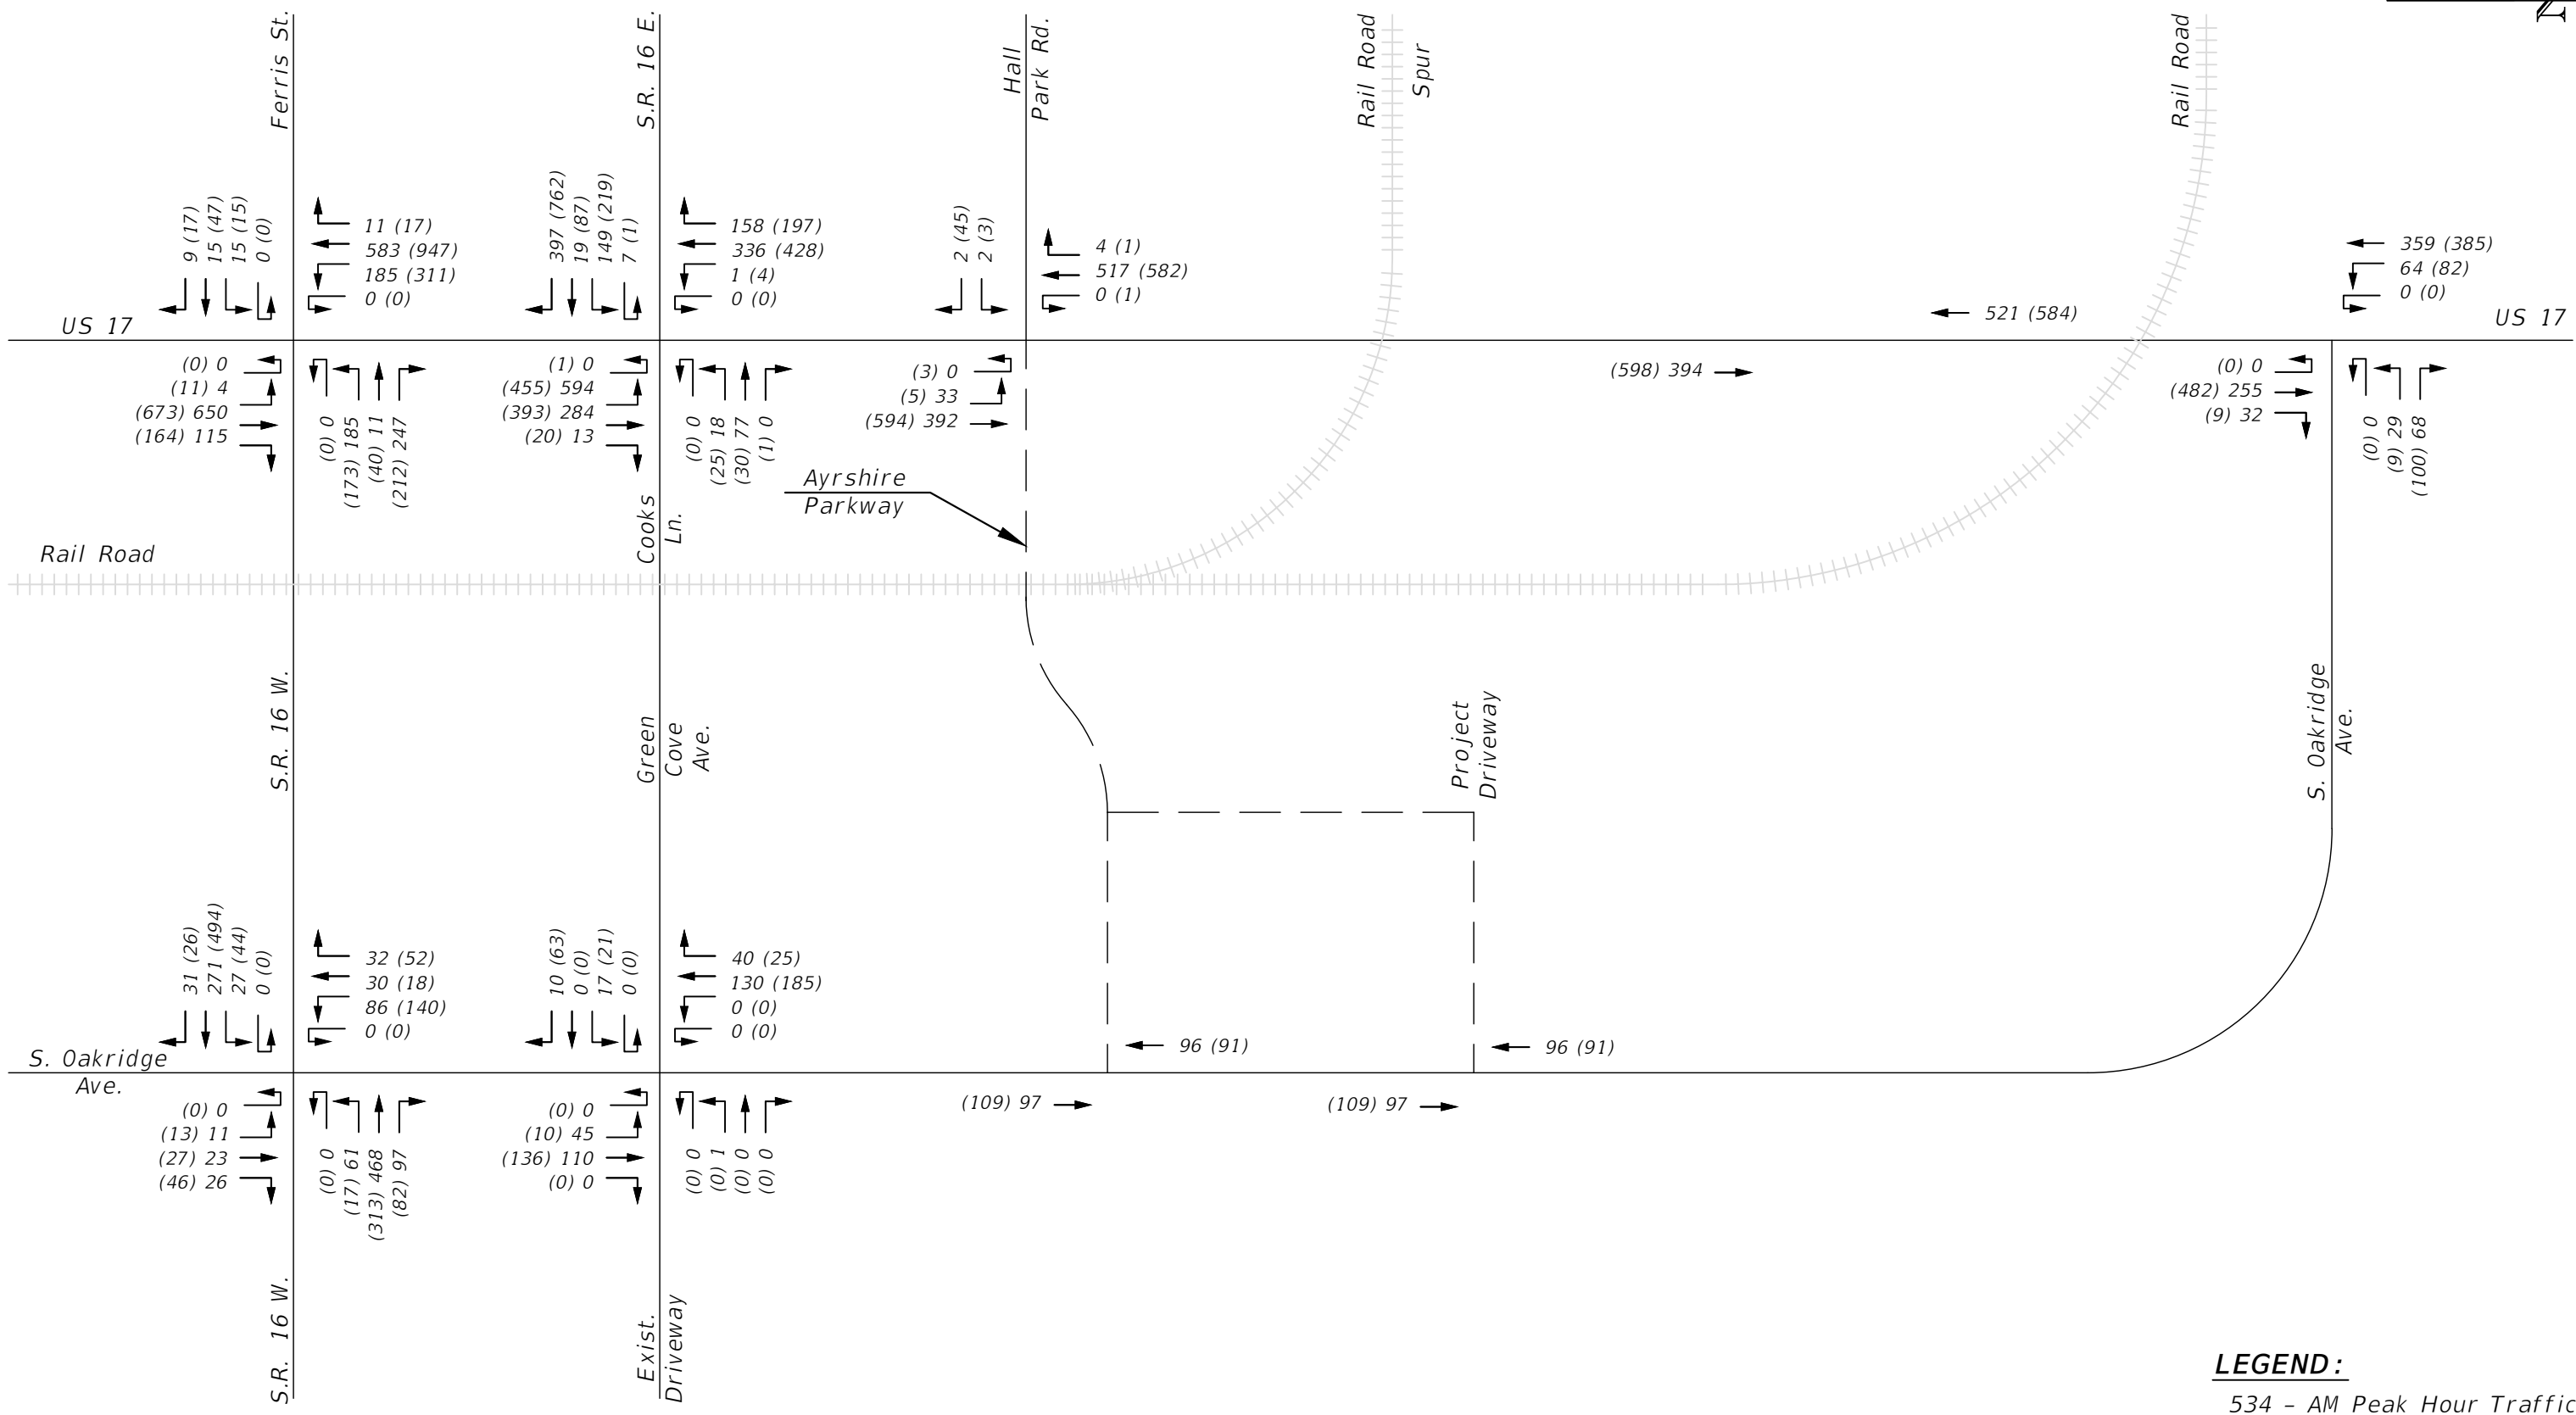 Ferris St.
S.R. 16 E.
Hall
Park Rd.
Rail Road
Spur
Rail Road
N
9 (17)
15 (47)
15 (15)
0 (0)
11 (17)
583 (947)
185 (311)
0 (0)
397 (762)
19 (87)
149 (219)
7 (1)
158 (197)
336 (428)
1 (4)
0 (0)
2 (45)
2 (3)
4 (1)
517 (582)
0 (1)
521 (584)
359 (385)
64 (82)
0 (0)
US 17
US 17
(0) 0
(11) 4
(673) 650
(164) 115
(0) 0
(173) 185
(40) 11
(212) 247
(1) 0
(455) 594
(393) 284
(20) 13
(0) 0
(25) 18
(30) 77
(1) 0
(3) 0
(5) 33
(594) 392
(598) 394
(0) 0
(482) 255
(9) 32
(0) 0
(9) 29
(100) 68
Ayrshire
Parkway
Cooks
Ln.
Rail Road
S.R. 16 W.
Green
Cove
Ave.
Project
Driveway
S. Oakridge
Ave.
31 (26)
271 (494)
27 (44)
0 (0)
32 (52)
30 (18)
86 (140)
0 (0)
10 (63)
0 (0)
17 (21)
0 (0)
40 (25)
130 (185)
0 (0)
0 (0)
96 (91)
96 (91)
S. Oakridge
Ave.
(0) 0
(13) 11
(27) 23
(46) 26
(0) 0
(17) 61
(313) 468
(82) 97
(0) 0
(10) 45
(136) 110
(0) 0
(0) 0
(0) 1
(0) 0
(0) 0
(109) 97
(109) 97
S.R. 16 W.
Exist.
Driveway
LEGEND:
534 – AM Peak Hour Traffic